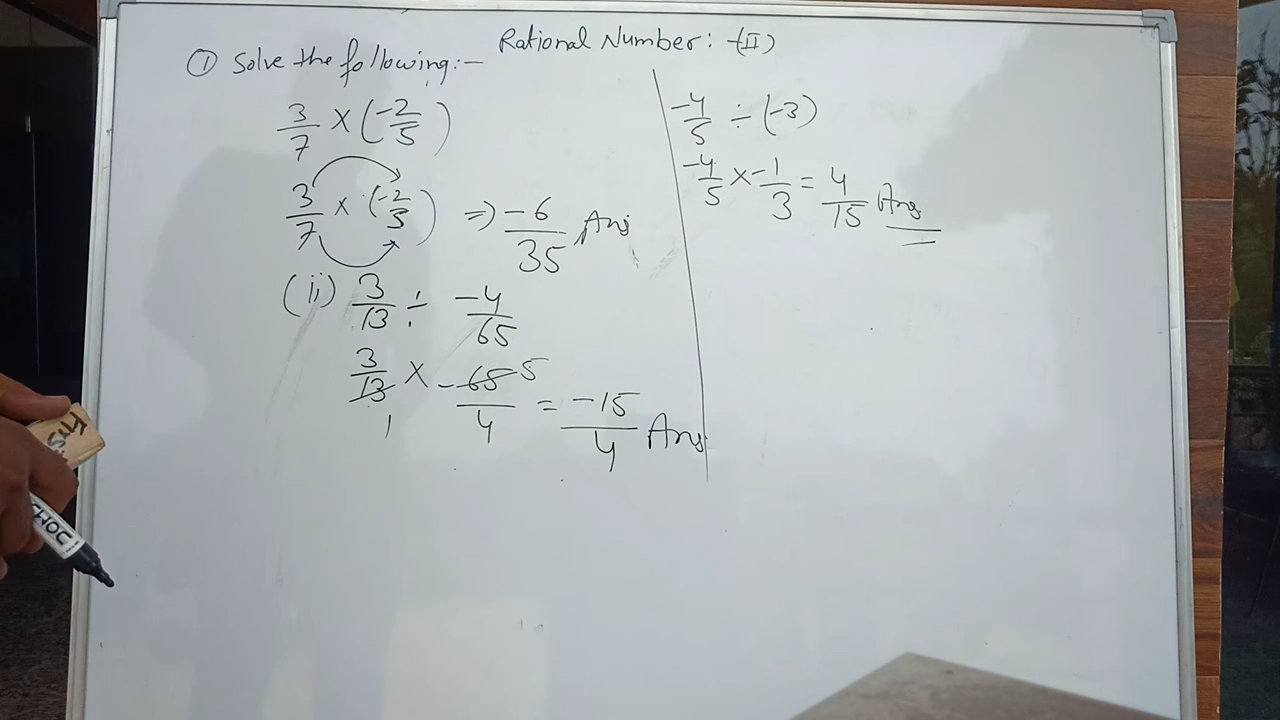 Rational Number: -(II)
① Solve the following:-
3/7 × (-2/5)
3/7 × (-2/5) => -6/35 Ans
(ii) 3/13 ÷ -4/65
3/13 × -65/4 = -15/4 Ans
1 5
-4/5 ÷ (-3)
-4/5 × -1/3 = 4/15 Ans